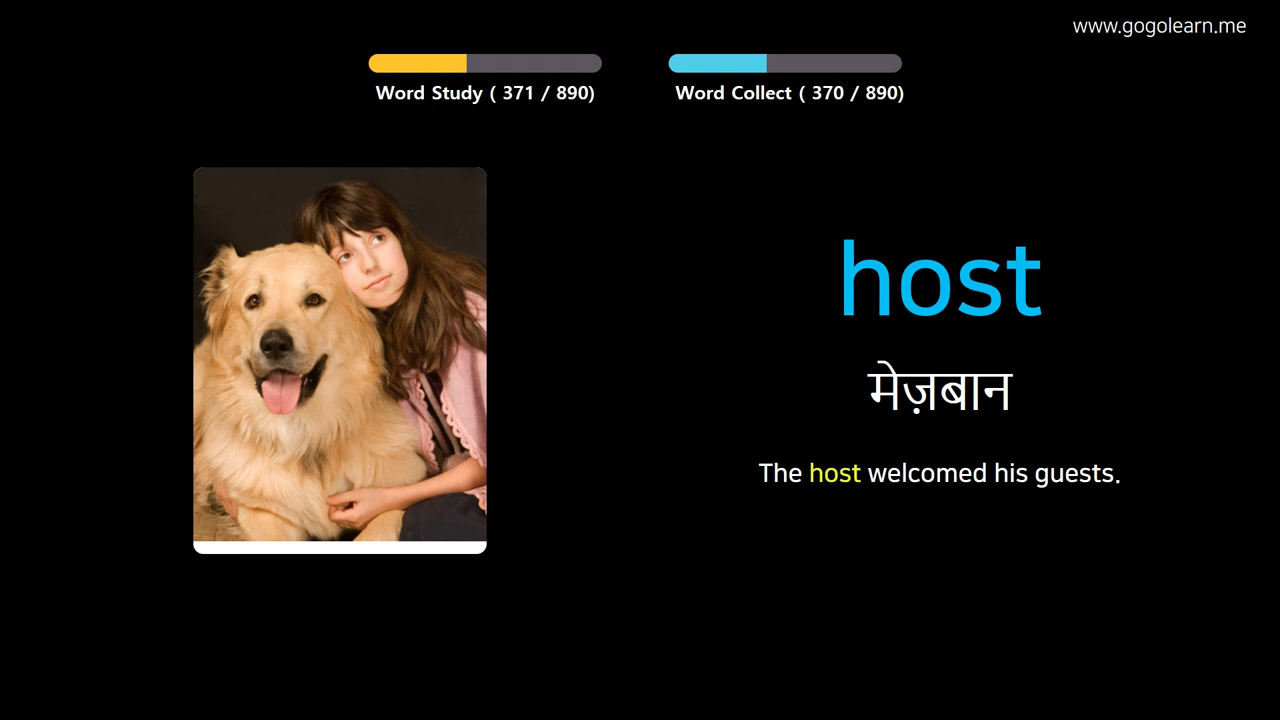 www.gogolearn.me
Word Study ( 371 / 890)
Word Collect ( 370 / 890)
host
मेज़बान
The host welcomed his guests.